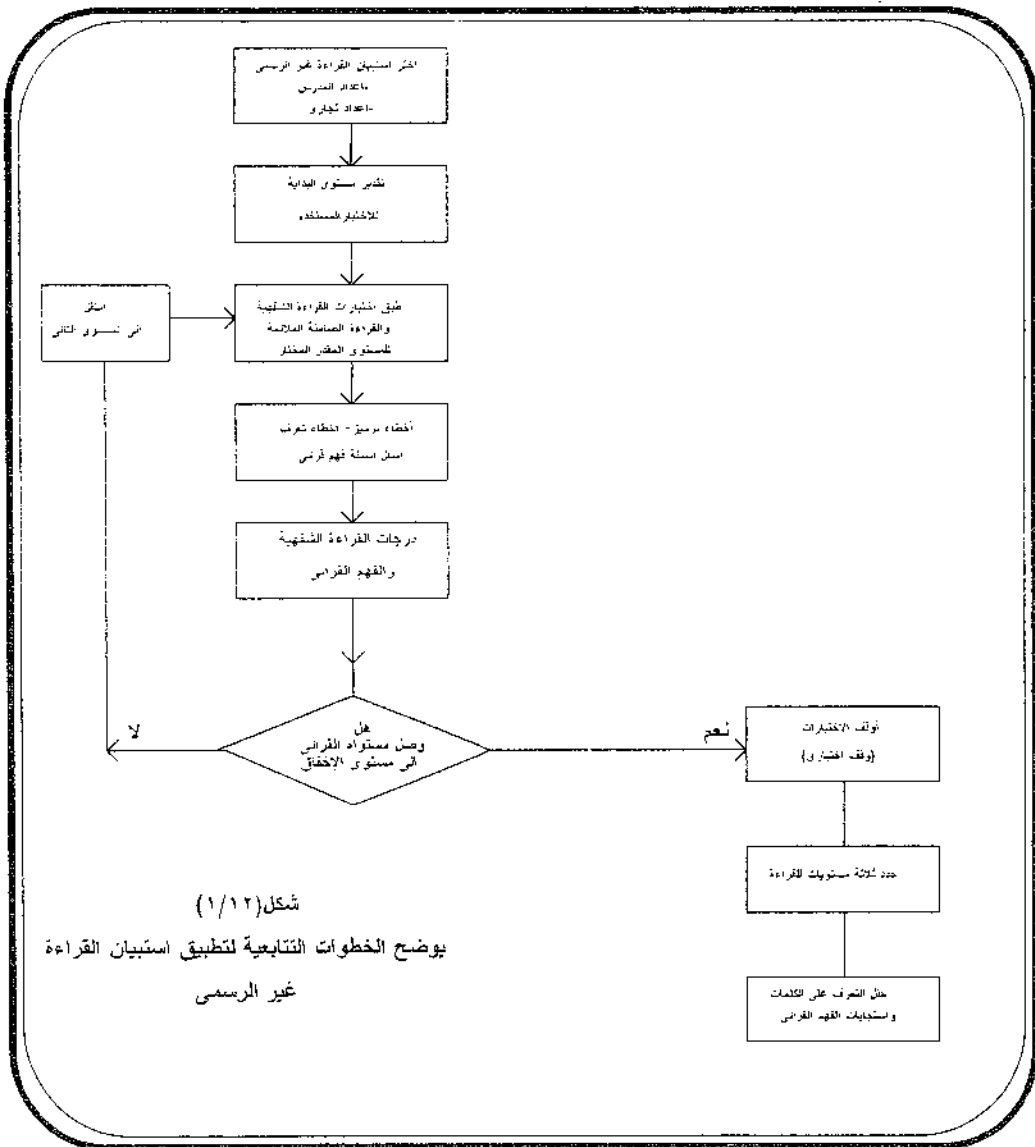 اختر استبيان القراءة غير الرسمى
-اعداد المدرس
-اعداد تجارى
تقدير مستوى البداية
للاختبار المستخدم
طبق اختبارات القراءة الشفهية
والقراءة الصامتة الملائمة
للمستوى المقدر المختار
انتقل
الى المستوى التالى
أخطاء ترميز - اخطاء تعرف
اسئلة فهم قرائى
درجات القراءة الشفهية
والفهم القرائى
هل
وصل مستواه القرائى
الى مستوى الإخفاق
لا
نعم
أوقف الاختبارات
(وقف اختبارى)
حدد ثلاثة مستويات للقراءة
حلل التعرف على الكلمات
واستجابات الفهم القرائى
شكل (١/١٢)
يوضح الخطوات التتابعية لتطبيق استبيان القراءة
غير الرسمى